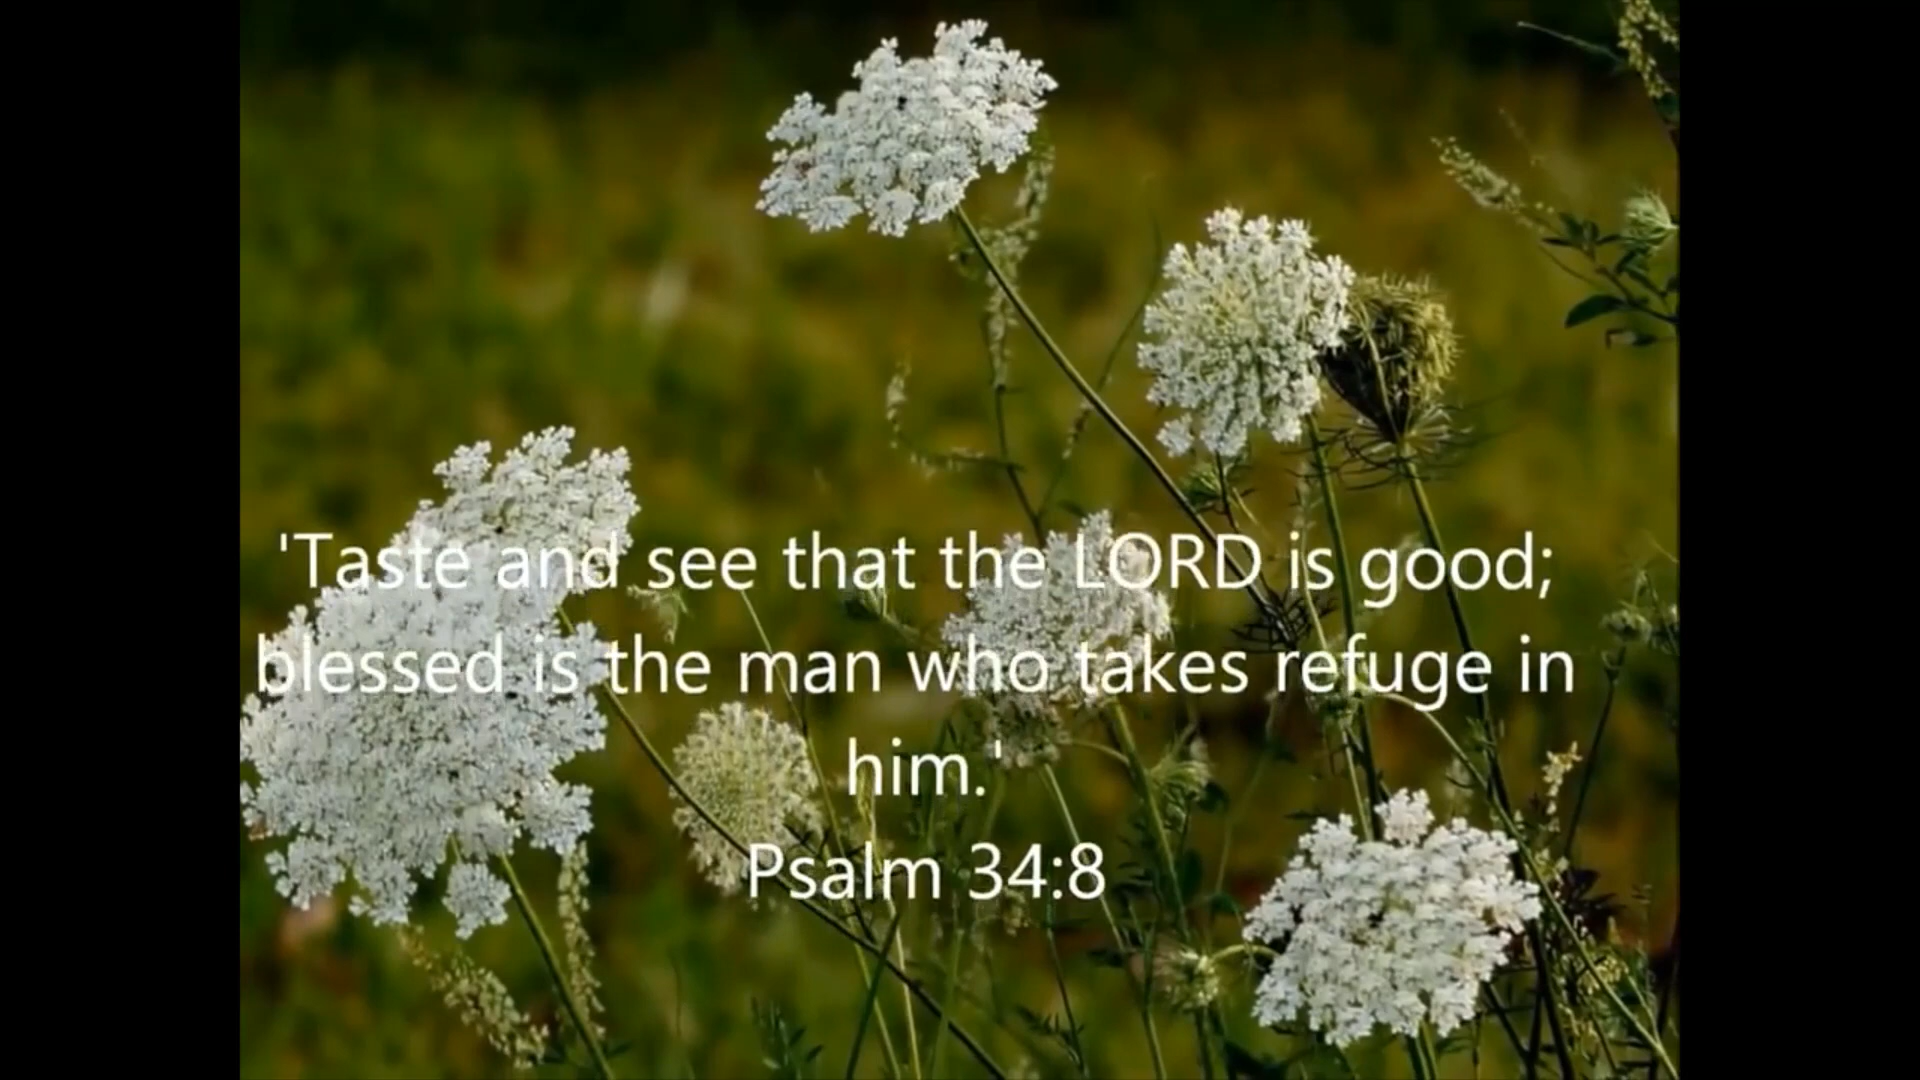 'Taste and see that the LORD is good;
blessed is the man who takes refuge in
him.'
Psalm 34:8